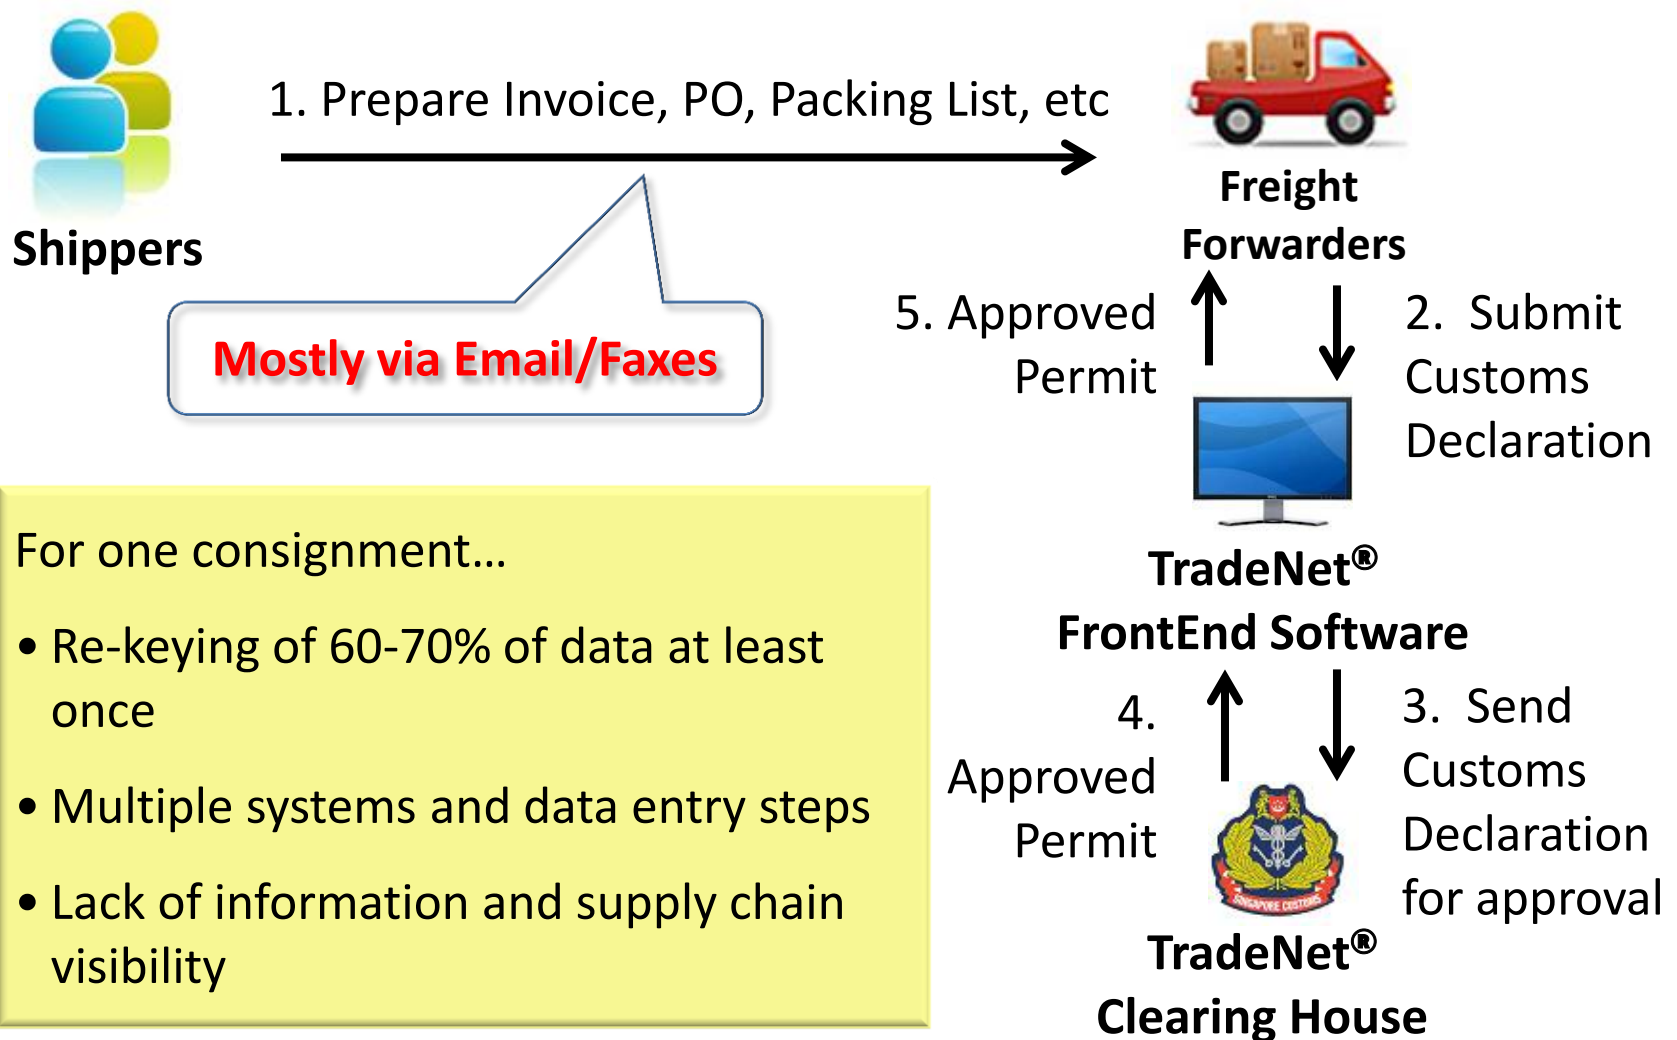 1. Prepare Invoice, PO, Packing List, etc
Shippers
Freight
Forwarders
Mostly via Email/Faxes
5. Approved
Permit
2. Submit
Customs
Declaration
TradeNet®
FrontEnd Software
4.
Approved
Permit
3. Send
Customs
Declaration
for approval
SINGAPORE CUSTOMS
TradeNet®
Clearing House
For one consignment...
• Re-keying of 60-70% of data at least
once
• Multiple systems and data entry steps
• Lack of information and supply chain
visibility